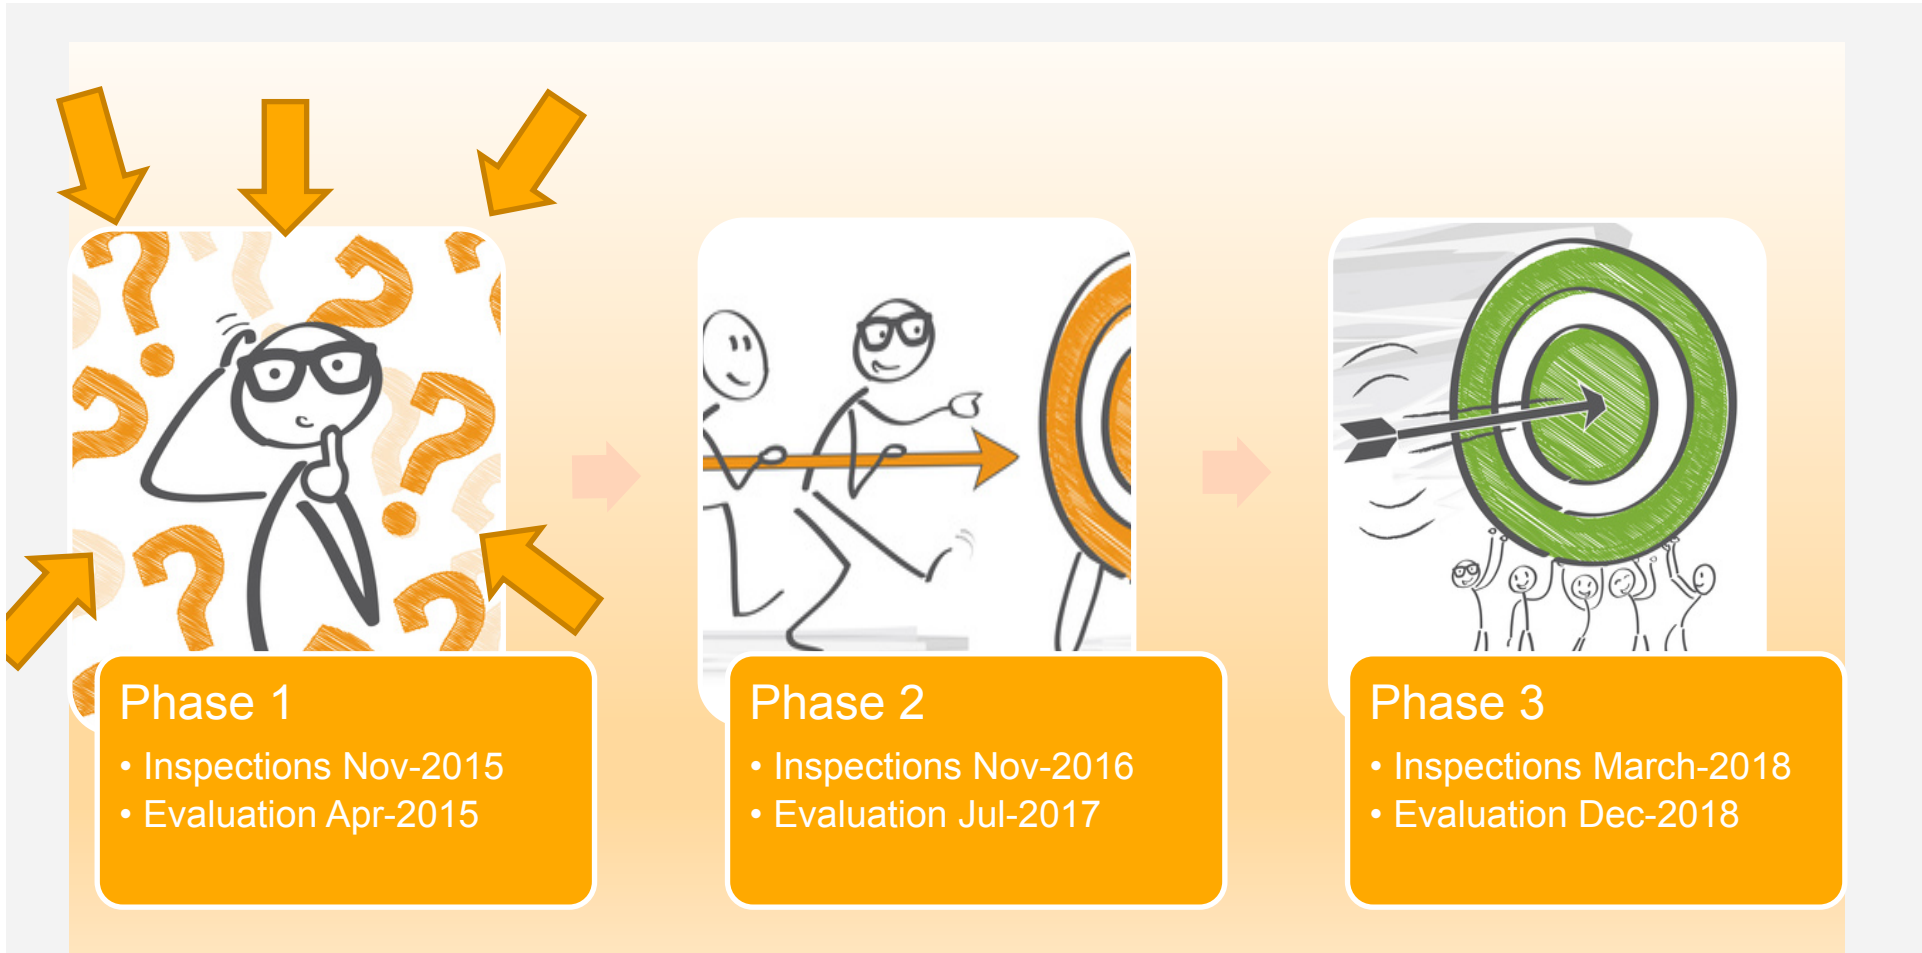 Phase 1
• Inspections Nov-2015
• Evaluation Apr-2015
Phase 2
• Inspections Nov-2016
• Evaluation Jul-2017
Phase 3
• Inspections March-2018
• Evaluation Dec-2018